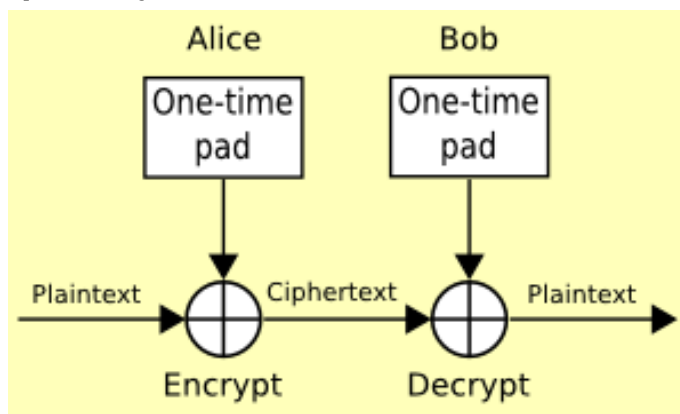 Alice
Bob
One-time
pad
One-time
pad
Plaintext
Ciphertext
Plaintext
Encrypt
Decrypt